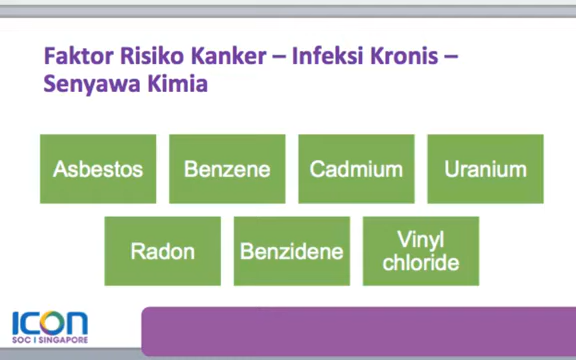 Faktor Risiko Kanker – Infeksi Kronis –
Senyawa Kimia
Asbestos
Benzene
Cadmium
Uranium
Radon
Benzidene
Vinyl
chloride
ICON
SOC I SINGAPORE